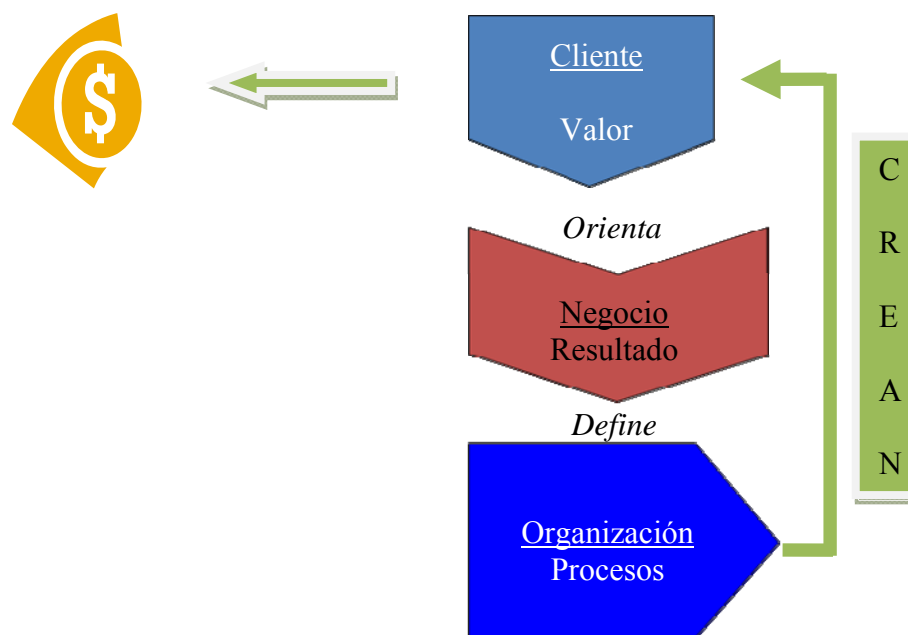 $
Cliente
Valor
Orienta
Negocio
Resultado
Define
Organización
Procesos
C
R
E
A
N